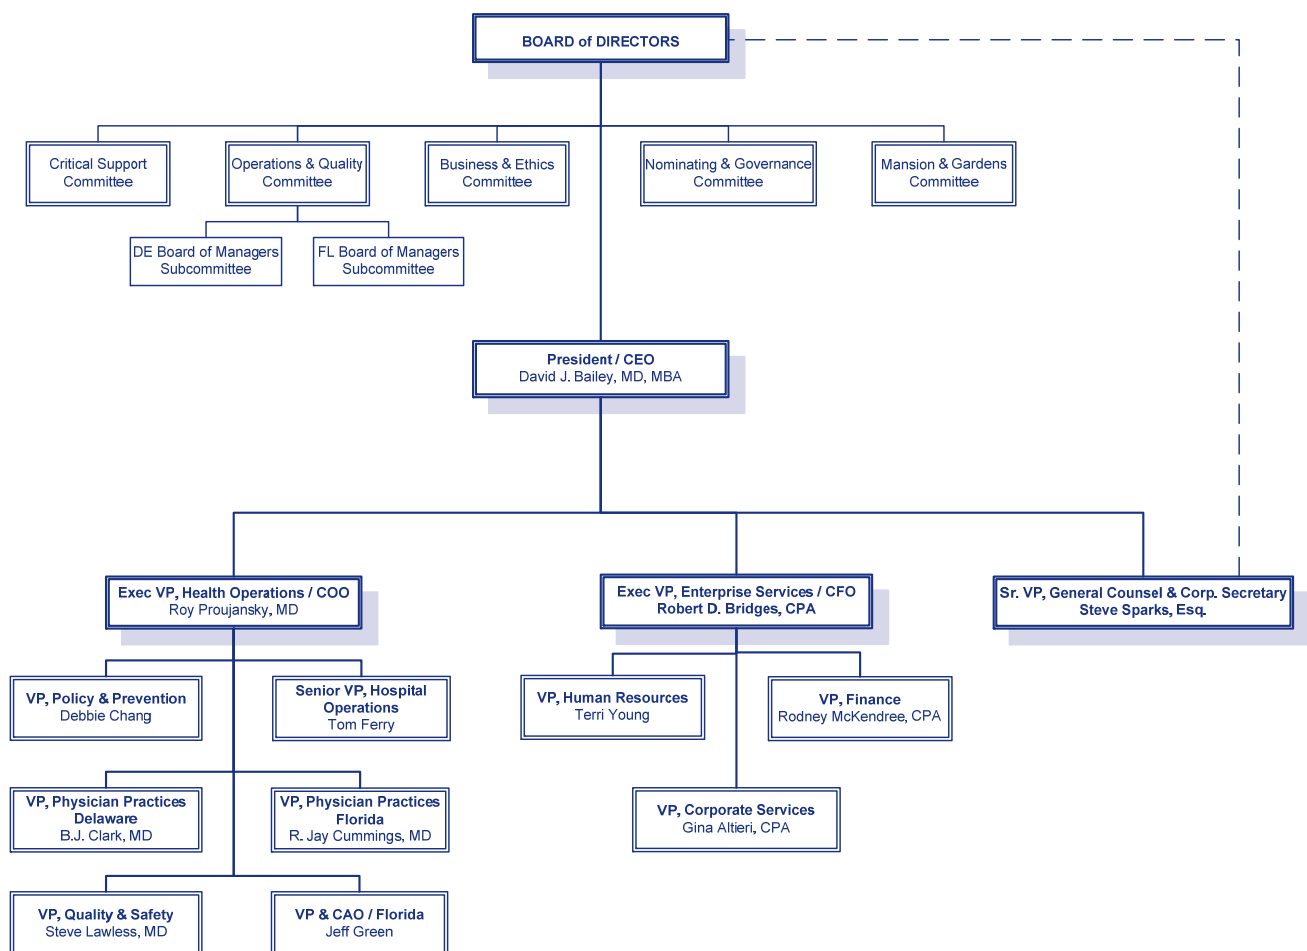 BOARD of DIRECTORS
Critical Support
Committee
Operations & Quality
Committee
Business & Ethics
Committee
Nominating & Governance
Committee
Mansion & Gardens
Committee
DE Board of Managers
Subcommittee
FL Board of Managers
Subcommittee
President / CEO
David J. Bailey, MD, MBA
Exec VP, Health Operations / COO
Roy Proujansky, MD
Exec VP, Enterprise Services / CFO
Robert D. Bridges, CPA
Sr. VP, General Counsel & Corp. Secretary
Steve Sparks, Esq.
VP, Policy & Prevention
Debbie Chang
Senior VP, Hospital
Operations
Tom Ferry
VP, Human Resources
Terri Young
VP, Finance
Rodney McKendree, CPA
VP, Physician Practices
Delaware
B.J. Clark, MD
VP, Physician Practices
Florida
R. Jay Cummings, MD
VP, Corporate Services
Gina Altieri, CPA
VP, Quality & Safety
Steve Lawless, MD
VP & CAO / Florida
Jeff Green